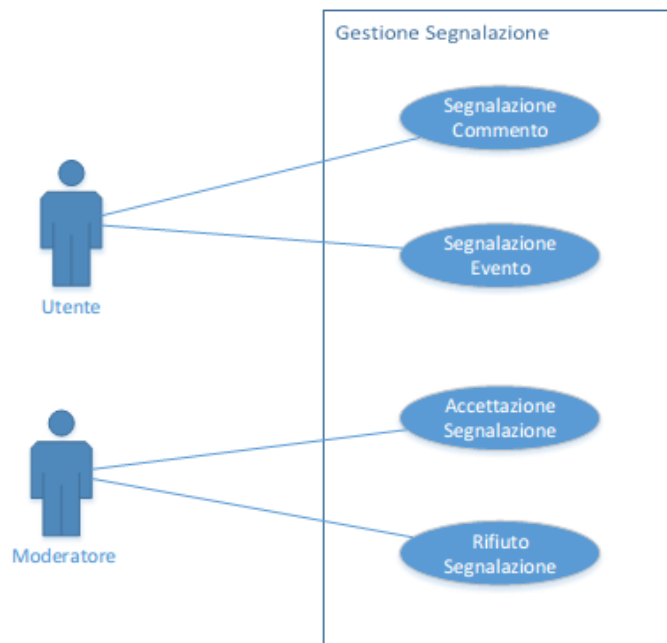 Gestione Segnalazione
Segnalazione
Commento
Segnalazione
Evento
Utente
Accettazione
Segnalazione
Rifiuto
Segnalazione
Moderatore